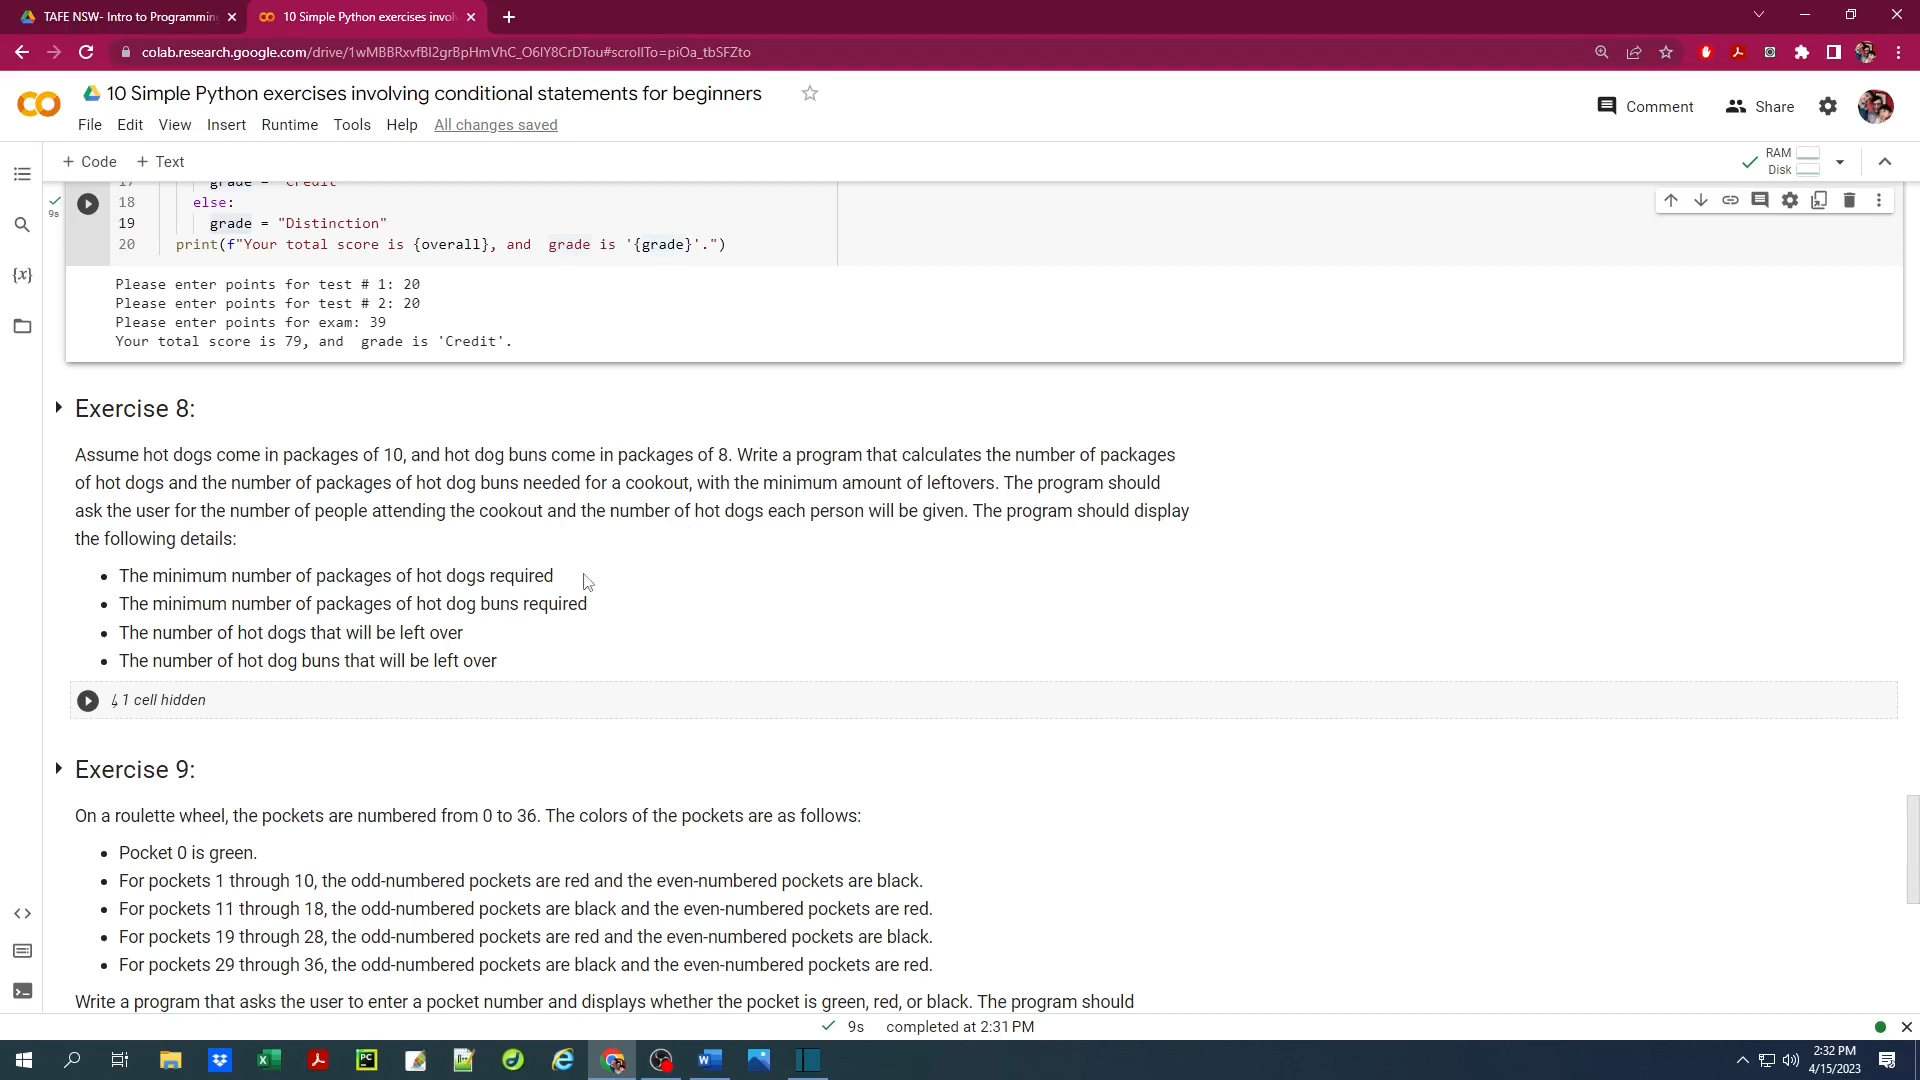 TAFE NSW- Intro to Programmin
10 Simple Python exercises invol
colab.research.google.com/drive/1wMBBRxvfBl2grBpHmVhC_O6lY8CrDTou#scrollTo=piOa_tbSFZto
10 Simple Python exercises involving conditional statements for beginners
Comment
Share
File Edit View Insert Runtime Tools Help All changes saved
+ Code + Text
RAM
Disk
17 grade = "Credit"
9s
18 else:
19 grade = "Distinction"
20 print(f"Your total score is {overall}, and  grade is '{grade}'.")
Please enter points for test # 1: 20
Please enter points for test # 2: 20
Please enter points for exam: 39
Your total score is 79, and  grade is 'Credit'.
Exercise 8:
Assume hot dogs come in packages of 10, and hot dog buns come in packages of 8. Write a program that calculates the number of packages
of hot dogs and the number of packages of hot dog buns needed for a cookout, with the minimum amount of leftovers. The program should
ask the user for the number of people attending the cookout and the number of hot dogs each person will be given. The program should display
the following details:
• The minimum number of packages of hot dogs required
• The minimum number of packages of hot dog buns required
• The number of hot dogs that will be left over
• The number of hot dog buns that will be left over
1 cell hidden
Exercise 9:
On a roulette wheel, the pockets are numbered from 0 to 36. The colors of the pockets are as follows:
• Pocket 0 is green.
• For pockets 1 through 10, the odd-numbered pockets are red and the even-numbered pockets are black.
• For pockets 11 through 18, the odd-numbered pockets are black and the even-numbered pockets are red.
• For pockets 19 through 28, the odd-numbered pockets are red and the even-numbered pockets are black.
• For pockets 29 through 36, the odd-numbered pockets are black and the even-numbered pockets are red.
Write a program that asks the user to enter a pocket number and displays whether the pocket is green, red, or black. The program should
9s completed at 2:31 PM
2:32 PM
4/15/2023